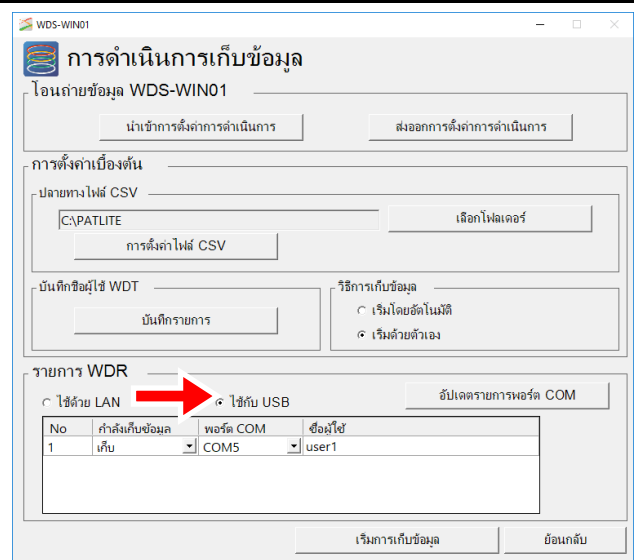 WDS-WIN01
การดำเนินการเก็บข้อมูล
โอนถ่ายข้อมูล WDS-WIN01
นำเข้าการตั้งค่าการดำเนินการ ส่งออกการตั้งค่าการดำเนินการ
การตั้งค่าเบื้องต้น
ปลายทางไฟล์ CSV
C:\PATLITE เลือกโฟลเดอร์
การตั้งค่าไฟล์ CSV
บันทึกชื่อผู้ใช้ WDT วิธีการเก็บข้อมูล
บันทึกรายการ เริ่มโดยอัตโนมัติ
เริ่มด้วยตัวเอง
รายการ WDR
ใช้ด้วย LAN ใช้กับ USB อัปเดตรายการพอร์ต COM
No กำลังเก็บข้อมูล พอร์ต COM ชื่อผู้ใช้
1 เก็บ COM5 user1
เริ่มการเก็บข้อมูล ย้อนกลับ